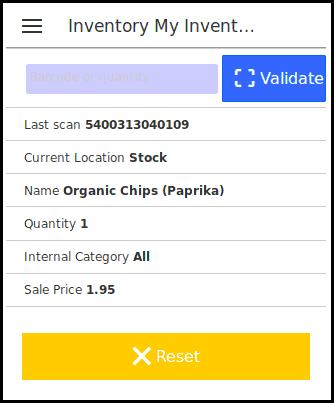 Inventory My Invent…
Barcode or quantity
Validate
Last scan 5400313040109
Current Location Stock
Name Organic Chips (Paprika)
Quantity 1
Internal Category All
Sale Price 1.95
Reset